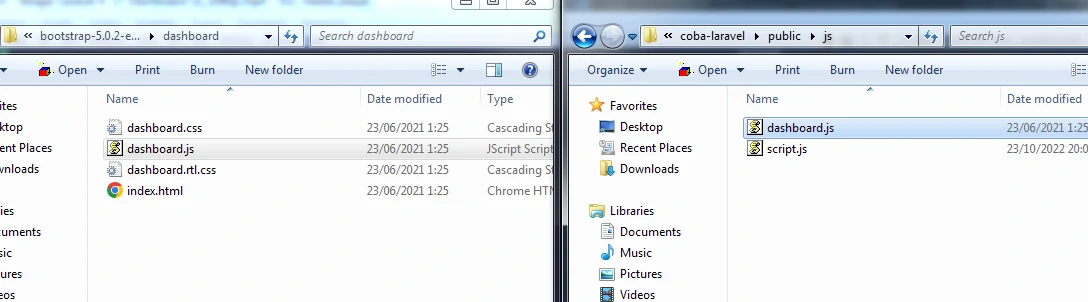 « bootstrap-5.0.2-e... dashboard
Search dashboard
Open Print Burn New folder
Name Date modified Type
dashboard.css 23/06/2021 1:25 Cascading St
dashboard.js 23/06/2021 1:25 JScript Script
dashboard.rtl.css 23/06/2021 1:25 Cascading St
index.html 23/06/2021 1:25 Chrome HTM
ites
ktop
ent Places
wnloads
ies
uments
sic
ures
eos
« coba-laravel public js
Search js
Organize Open Print Burn New folder
Favorites
Desktop
Recent Places
Downloads
Libraries
Documents
Music
Pictures
Videos
Name Date modified
dashboard.js 23/06/2021 1:25
script.js 23/10/2022 20:0